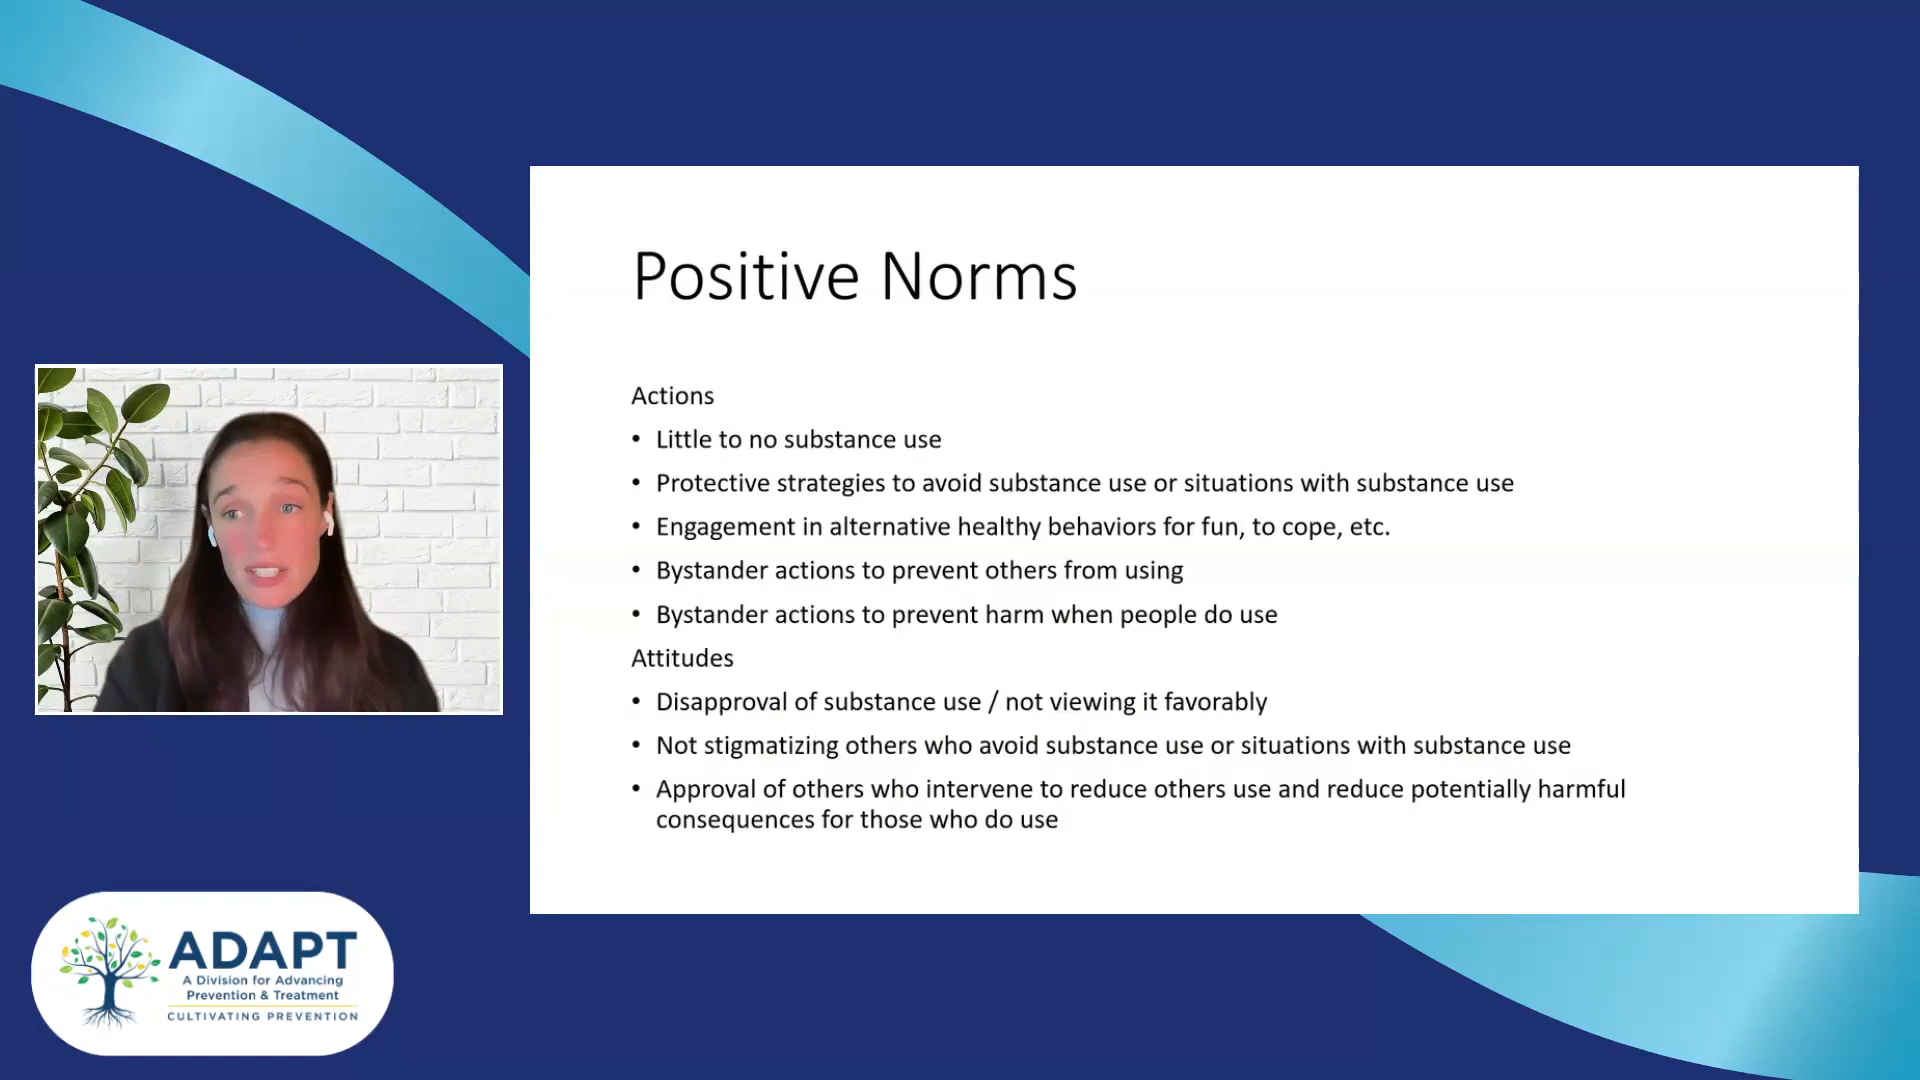 Positive Norms
Actions
• Little to no substance use
• Protective strategies to avoid substance use or situations with substance use
• Engagement in alternative healthy behaviors for fun, to cope, etc.
• Bystander actions to prevent others from using
• Bystander actions to prevent harm when people do use
Attitudes
• Disapproval of substance use / not viewing it favorably
• Not stigmatizing others who avoid substance use or situations with substance use
• Approval of others who intervene to reduce others use and reduce potentially harmful
consequences for those who do use
ADAPT
A Division for Advancing
Prevention & Treatment
CULTIVATING PREVENTION